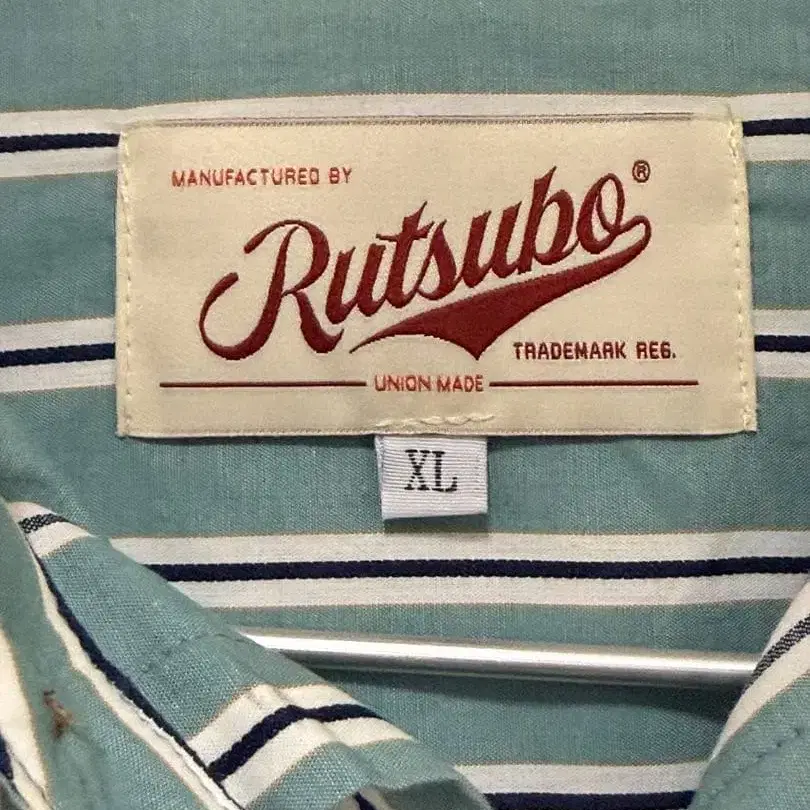 MANUFACTURED BY
Rutsubo®
TRADEMARK REG.
UNION MADE
XL